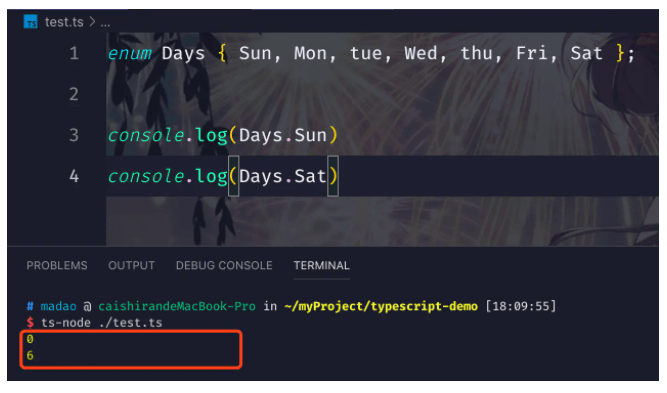 TS test.ts > ...
1 enum Days { Sun, Mon, tue, Wed, thu, Fri, Sat };
2
3 console.log(Days.Sun)
4 console.log(Days.Sat)
PROBLEMS OUTPUT DEBUG CONSOLE TERMINAL
# madao @ caishirandeMacBook-Pro in ~/myProject/typescript-demo [18:09:55]
$ ts-node ./test.ts
0
6